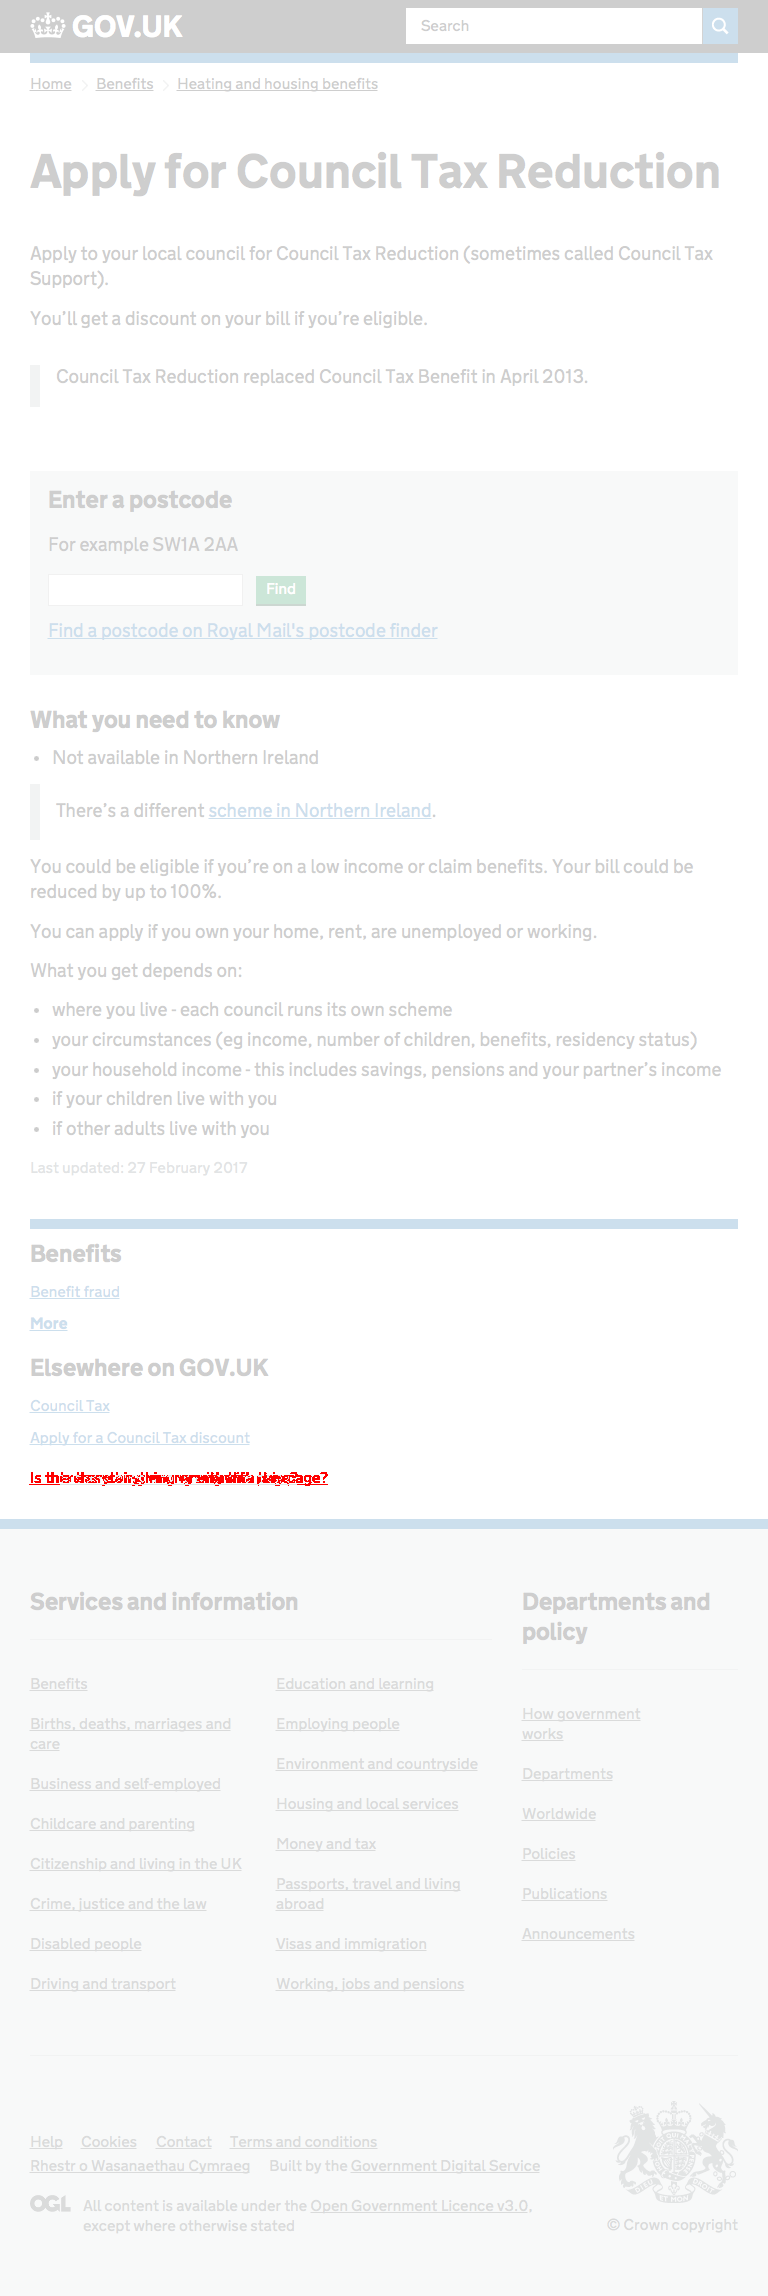 GOV.UK
Search
Home Benefits Heating and housing benefits
Apply for Council Tax Reduction
Apply to your local council for Council Tax Reduction (sometimes called Council Tax
Support).
You’ll get a discount on your bill if you’re eligible.
Council Tax Reduction replaced Council Tax Benefit in April 2013.
Enter a postcode
For example SW1A 2AA
Find
Find a postcode on Royal Mail's postcode finder
What you need to know
• Not available in Northern Ireland
There’s a different scheme in Northern Ireland.
You could be eligible if you’re on a low income or claim benefits. Your bill could be
reduced by up to 100%.
You can apply if you own your home, rent, are unemployed or working.
What you get depends on:
• where you live - each council runs its own scheme
• your circumstances (eg income, number of children, benefits, residency status)
• your household income - this includes savings, pensions and your partner’s income
• if your children live with you
• if other adults live with you
Last updated: 27 February 2017
Benefits
Benefit fraud
More
Elsewhere on GOV.UK
Council Tax
Apply for a Council Tax discount
Services and information
Benefits
Births, deaths, marriages and
care
Business and self-employed
Childcare and parenting
Citizenship and living in the UK
Crime, justice and the law
Disabled people
Driving and transport
Education and learning
Employing people
Environment and countryside
Housing and local services
Money and tax
Passports, travel and living
abroad
Visas and immigration
Working, jobs and pensions
Departments and
policy
How government
works
Departments
Worldwide
Policies
Publications
Announcements
Help Cookies Contact Terms and conditions
Rhestr o Wasanaethau Cymraeg Built by the Government Digital Service
OGL All content is available under the Open Government Licence v3.0,
except where otherwise stated
© Crown copyright